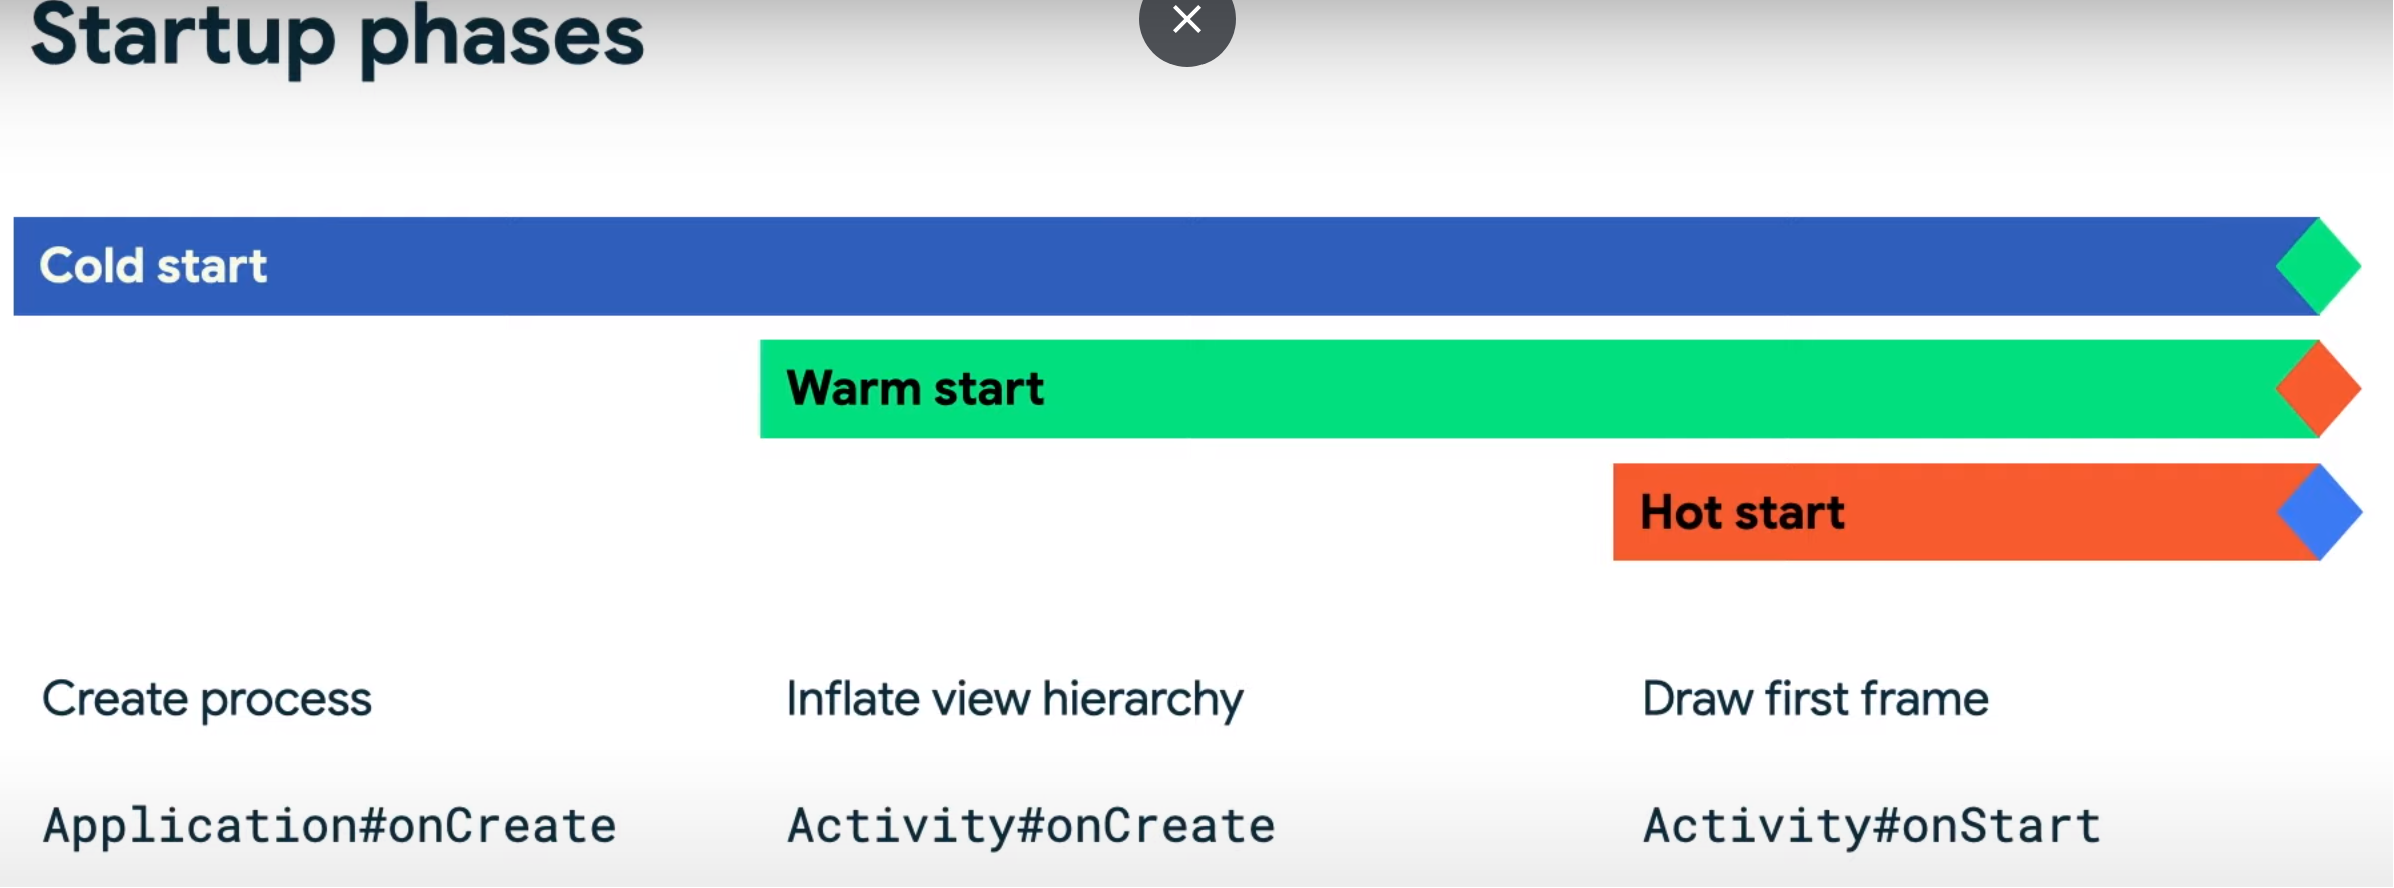 Startup phases
Cold start
Warm start
Hot start
Create process
Inflate view hierarchy
Draw first frame
Application#onCreate
Activity#onCreate
Activity#onStart